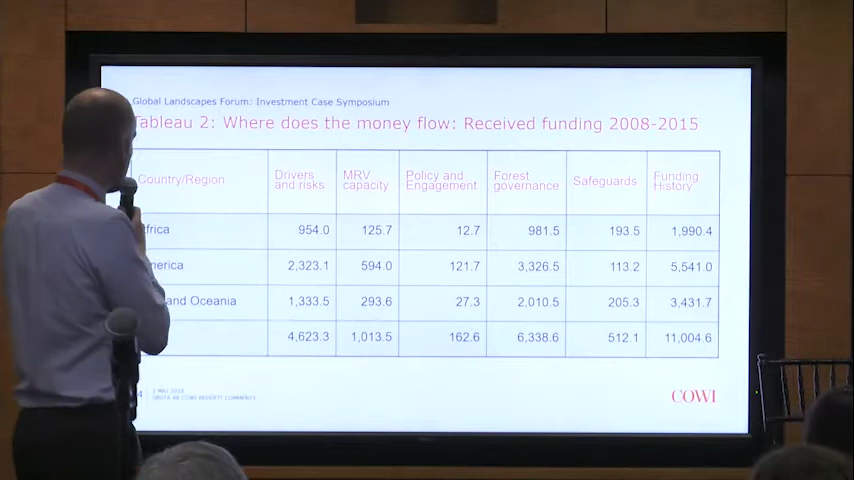 Global Landscapes Forum: Investment Case Symposium
Tableau 2: Where does the money flow: Received funding 2008-2015
Country/Region Drivers and risks MRV capacity Policy and Engagement Forest governance Safeguards Funding History
Africa 954.0 125.7 12.7 981.5 193.5 1,990.4
merica 2,323.1 594.0 121.7 3,326.5 113.2 5,541.0
and Oceania 1,333.5 293.6 27.3 2,010.5 205.3 3,431.7
4,623.3 1,013.5 162.6 6,338.6 512.1 11,004.6
COWI